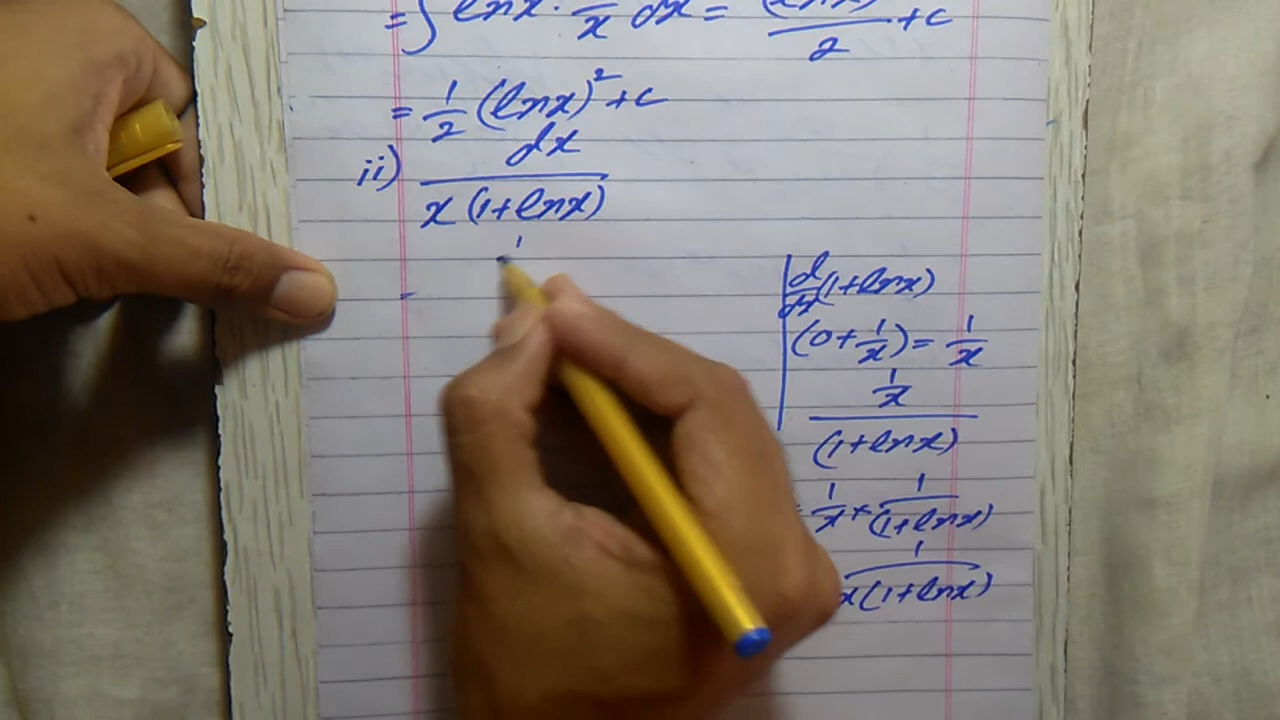 = ∫ lnx · 1/x dx = (lnx)/2 + c
= 1/2 (lnx)² + c
ii) dx / x(1+lnx)
d/dx (1+lnx)
(0 + 1/x) = 1/x
1/x / (1+lnx)
= 1/x × 1/(1+lnx)
1 / x(1+lnx)